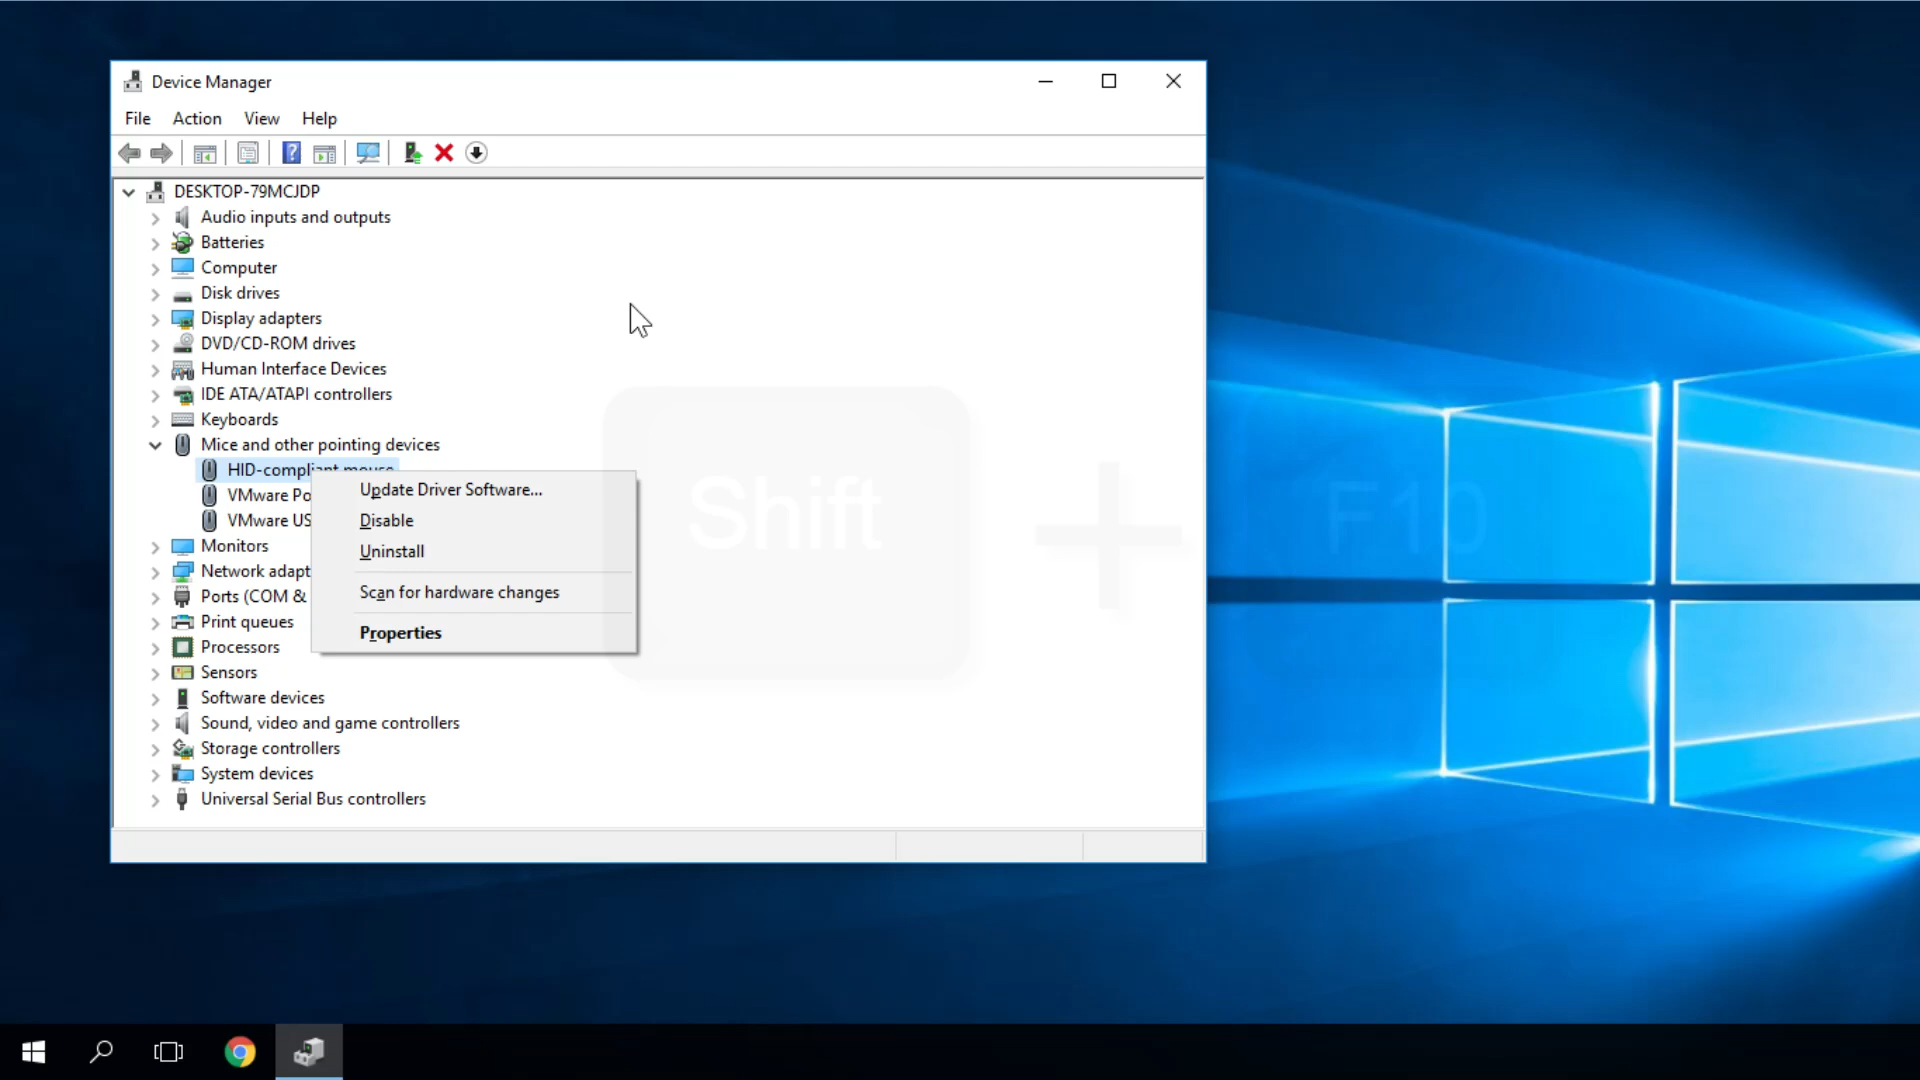 Device Manager
File Action View Help
DESKTOP-79MCJDP
Audio inputs and outputs
Batteries
Computer
Disk drives
Display adapters
DVD/CD-ROM drives
Human Interface Devices
IDE ATA/ATAPI controllers
Keyboards
Mice and other pointing devices
HID-compliant mouse
VMware Po
VMware US
Monitors
Network adapt
Ports (COM &
Print queues
Processors
Sensors
Software devices
Sound, video and game controllers
Storage controllers
System devices
Universal Serial Bus controllers
Update Driver Software...
Disable
Uninstall
Scan for hardware changes
Properties
Shift + F10